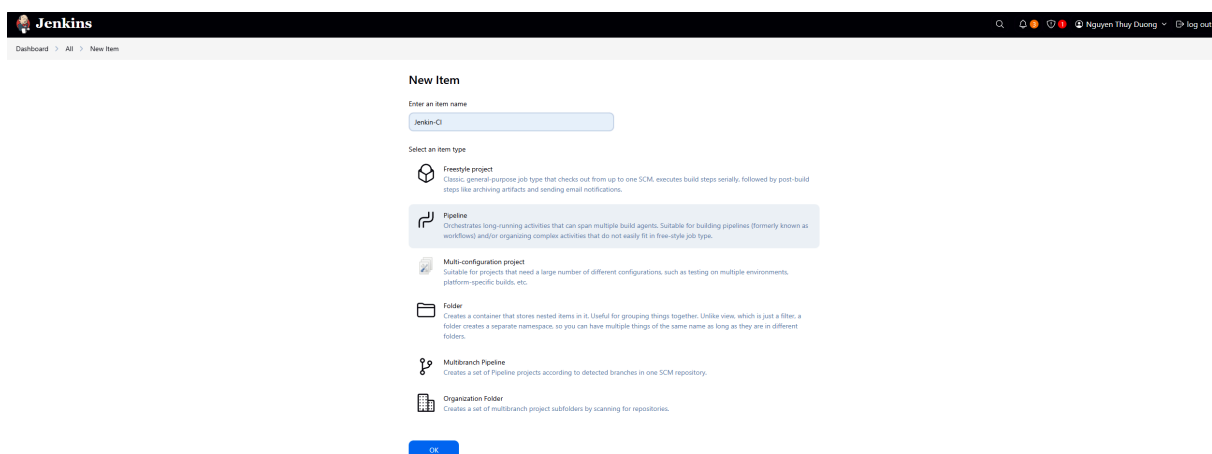 Jenkins
3 1 Nguyen Thuy Duong log out
Dashboard > All > New Item
New Item
Enter an item name
Jenkin-CI
Select an item type
Freestyle project
Classic, general-purpose job type that checks out from up to one SCM, executes build steps serially, followed by post-build
steps like archiving artifacts and sending email notifications.
Pipeline
Orchestrates long-running activities that can span multiple build agents. Suitable for building pipelines (formerly known as
workflows) and/or organizing complex activities that do not easily fit in free-style job type.
Multi-configuration project
Suitable for projects that need a large number of different configurations, such as testing on multiple environments,
platform-specific builds, etc.
Folder
Creates a container that stores nested items in it. Useful for grouping things together. Unlike view, which is just a filter, a
folder creates a separate namespace, so you can have multiple things of the same name as long as they are in different
folders.
Multibranch Pipeline
Creates a set of Pipeline projects according to detected branches in one SCM repository.
Organization Folder
Creates a set of multibranch project subfolders by scanning for repositories.
OK